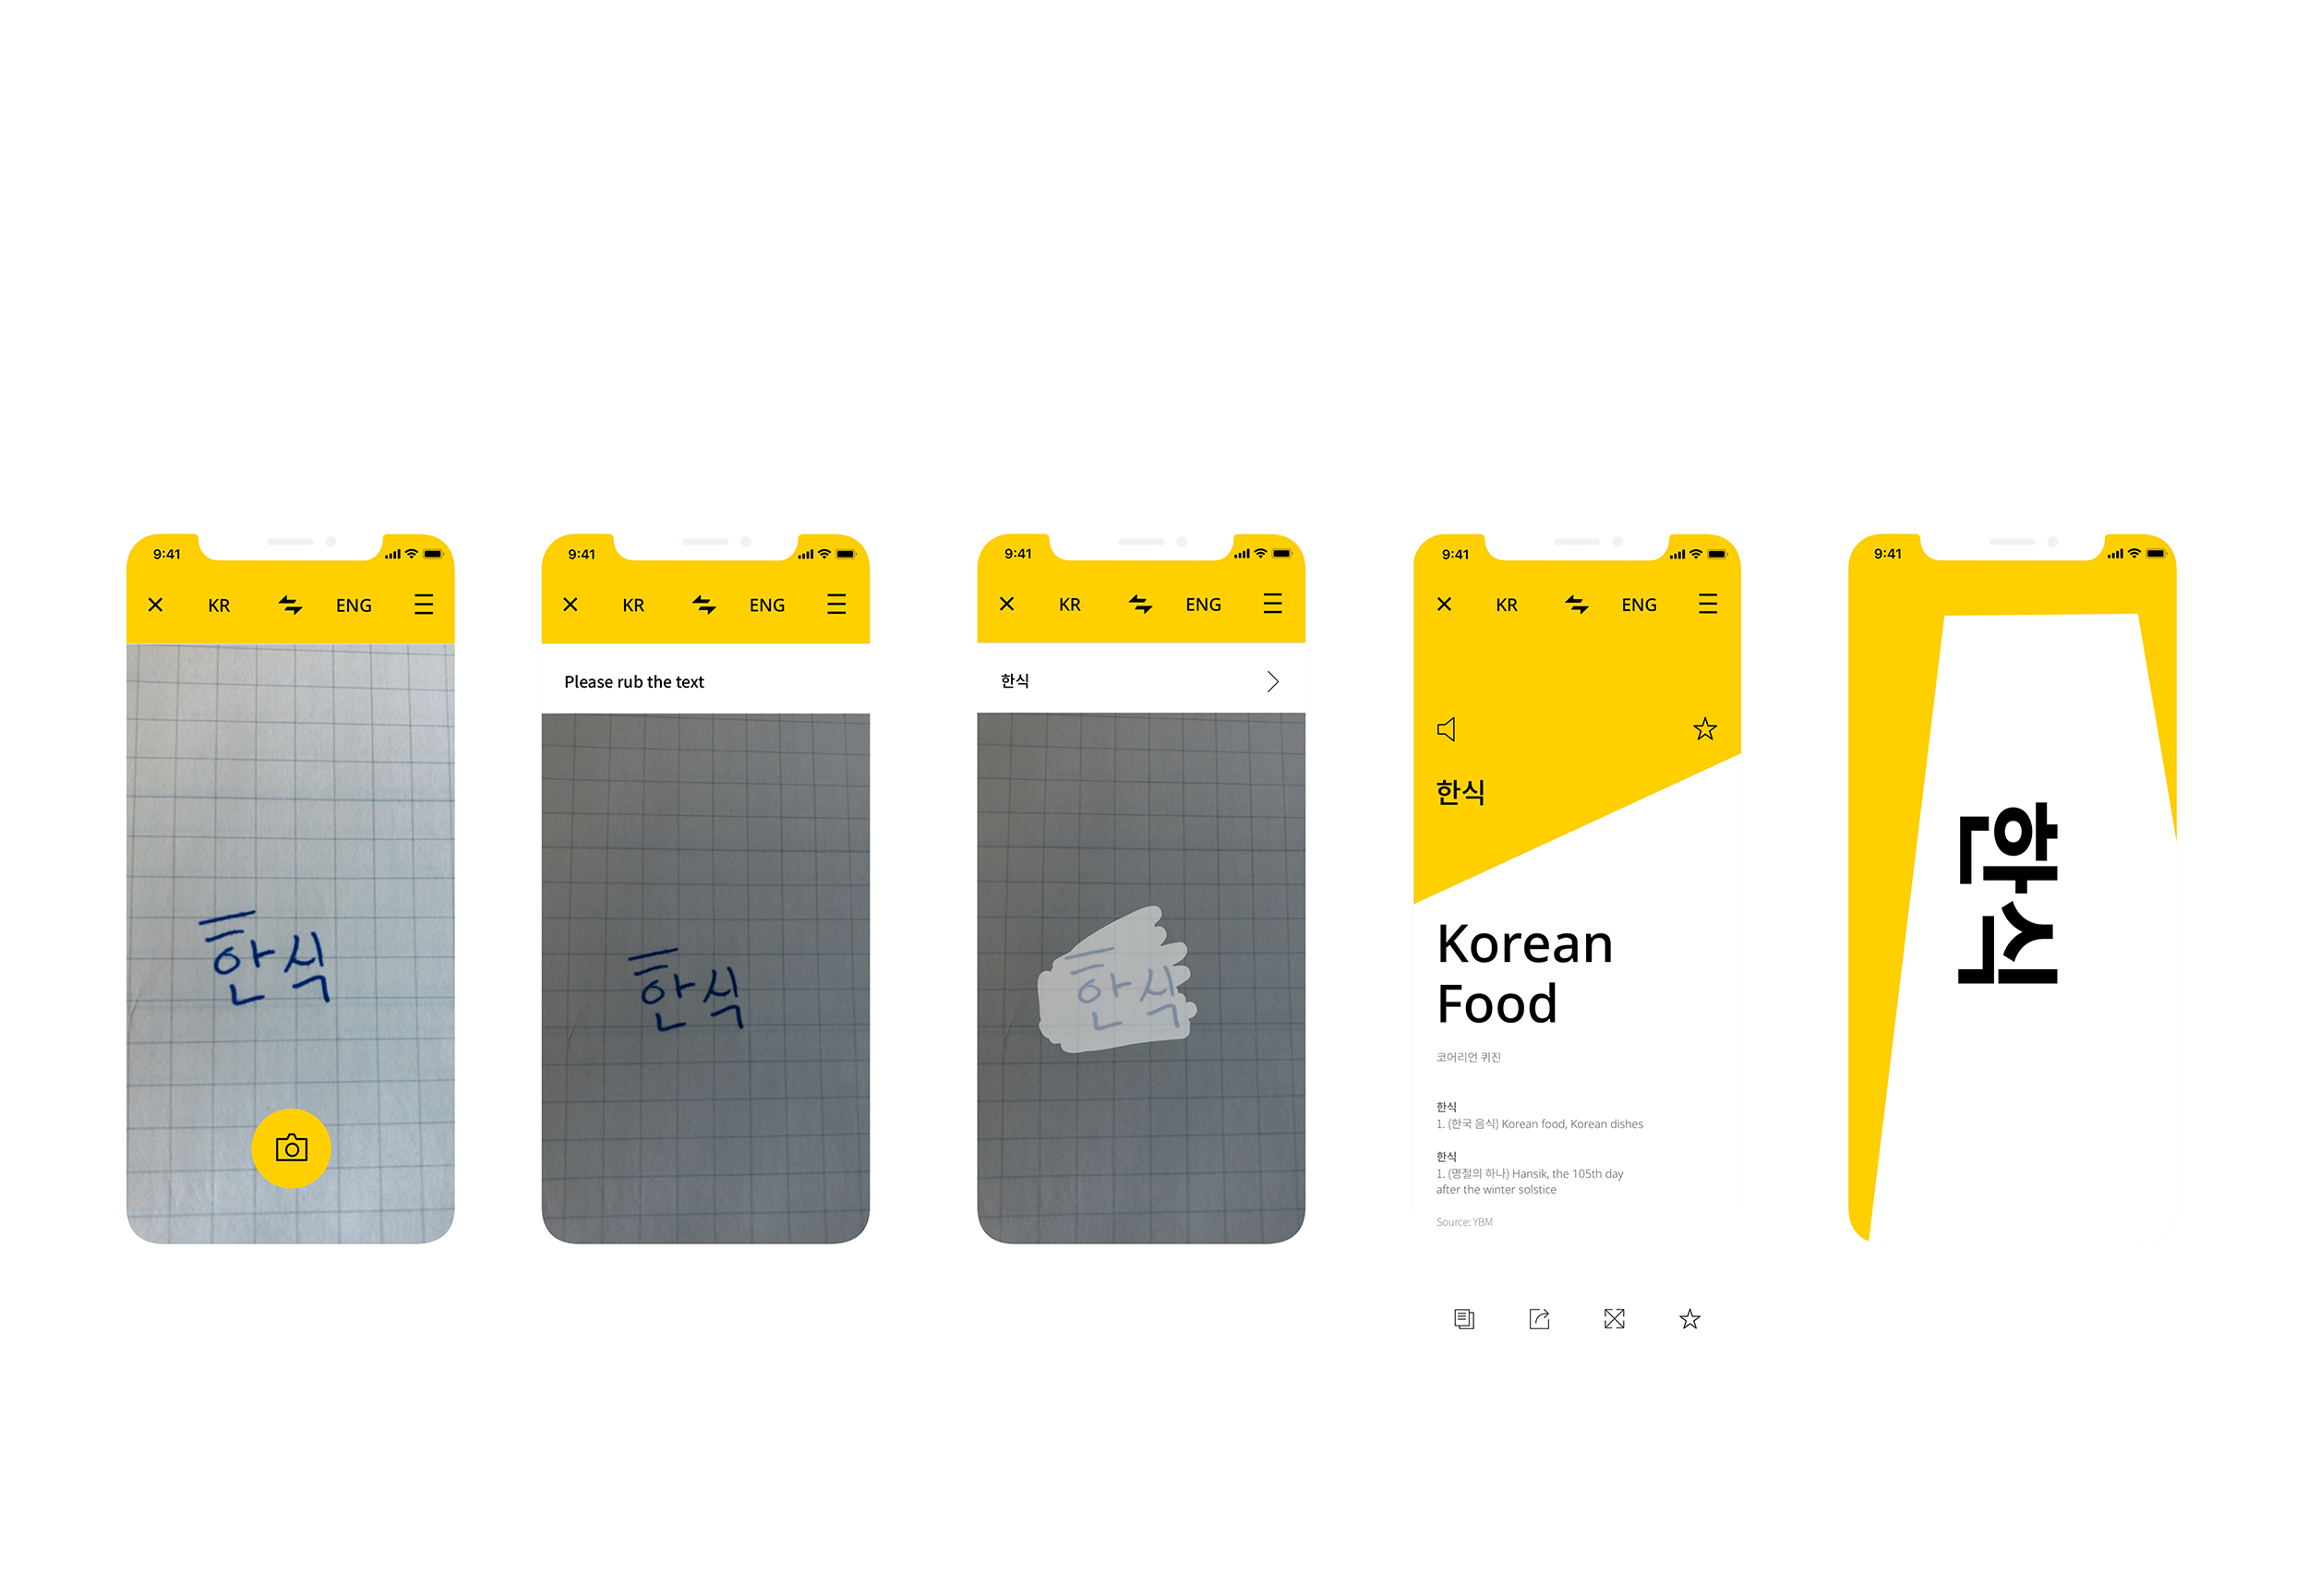 9:41
KR ENG
한식
9:41
KR ENG
Please rub the text
한식
9:41
KR ENG
한식
한식
9:41
KR ENG
한식
Korean
Food
코어리언 퀴진
한식
1. (한국 음식) Korean food, Korean dishes
한식
1. (명절의 하나) Hansik, the 105th day
after the winter solstice
Source: YBM
9:41
한식